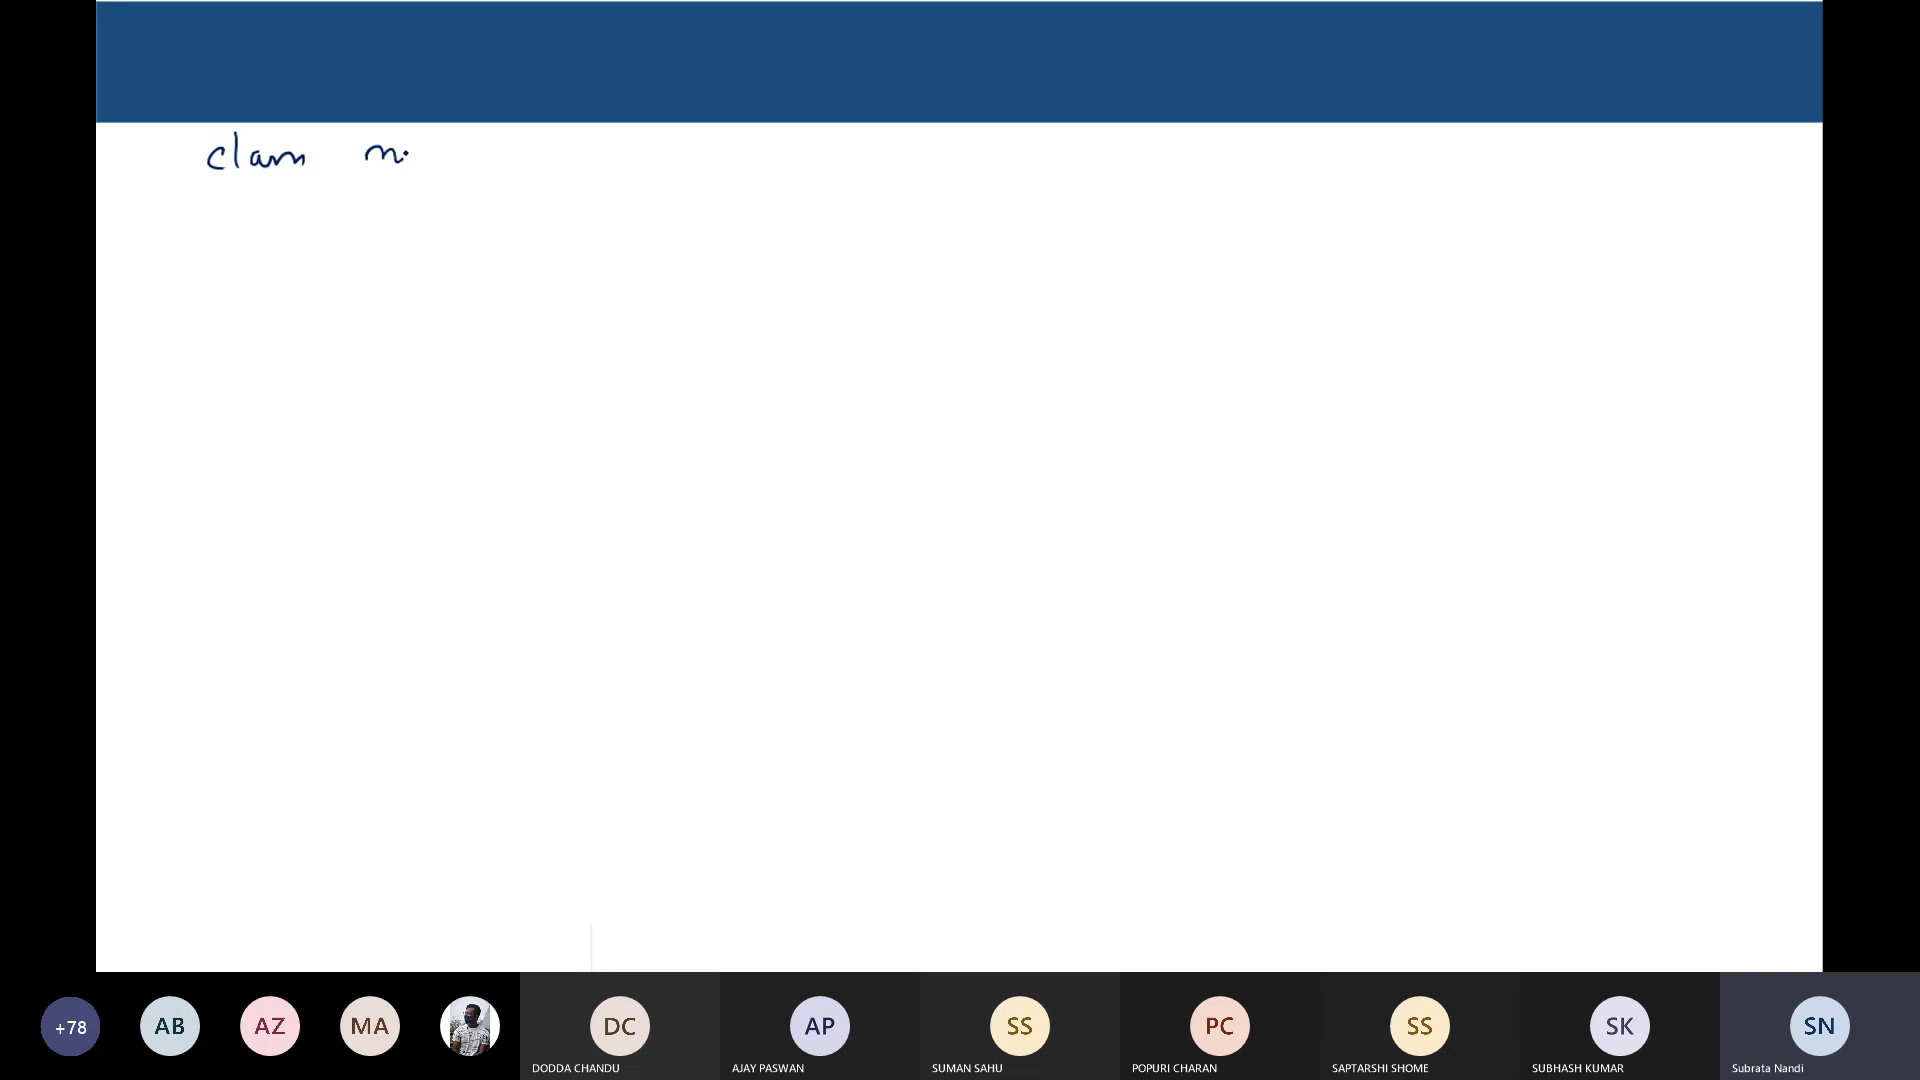 clam m.
+78 AB AZ MA DC AP SS PC SS SK SN
DODDA CHANDU AJAY PASWAN SUMAN SAHU POPURI CHARAN SAPTARSHI SHOME SUBHASH KUMAR Subrata Nandi